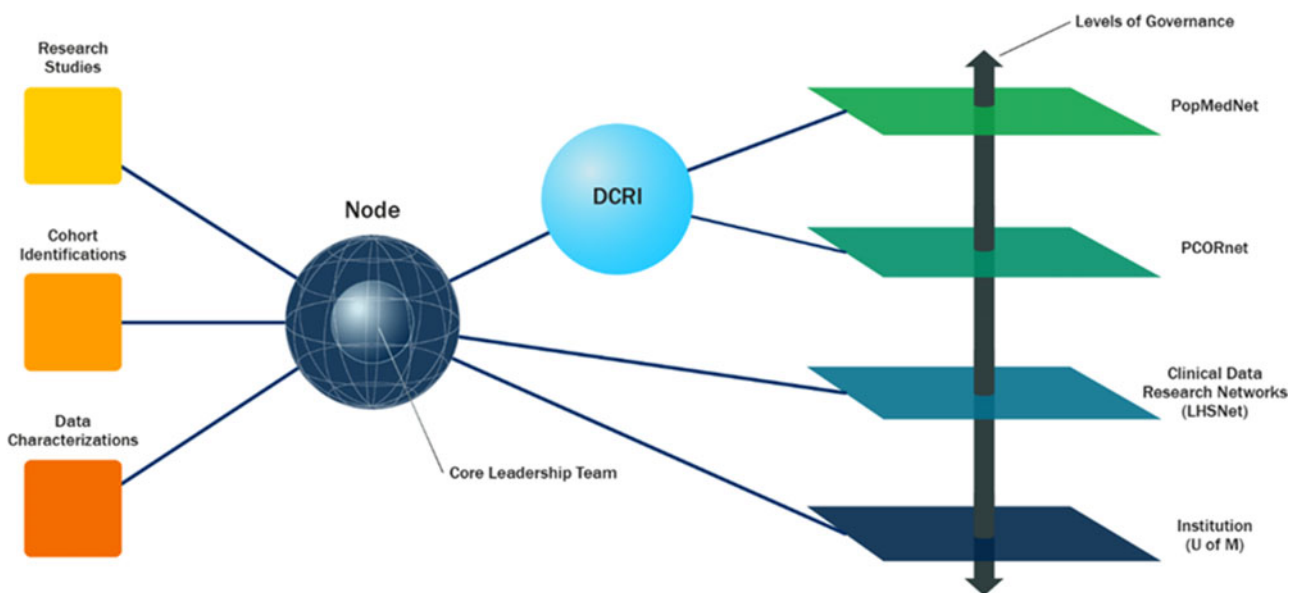 Levels of Governance
Research
Studies
PopMedNet
DCRI
Node
Cohort
Identifications
PCORnet
Clinical Data
Research Networks
(LHSNet)
Data
Characterizations
Core Leadership Team
Institution
(U of M)